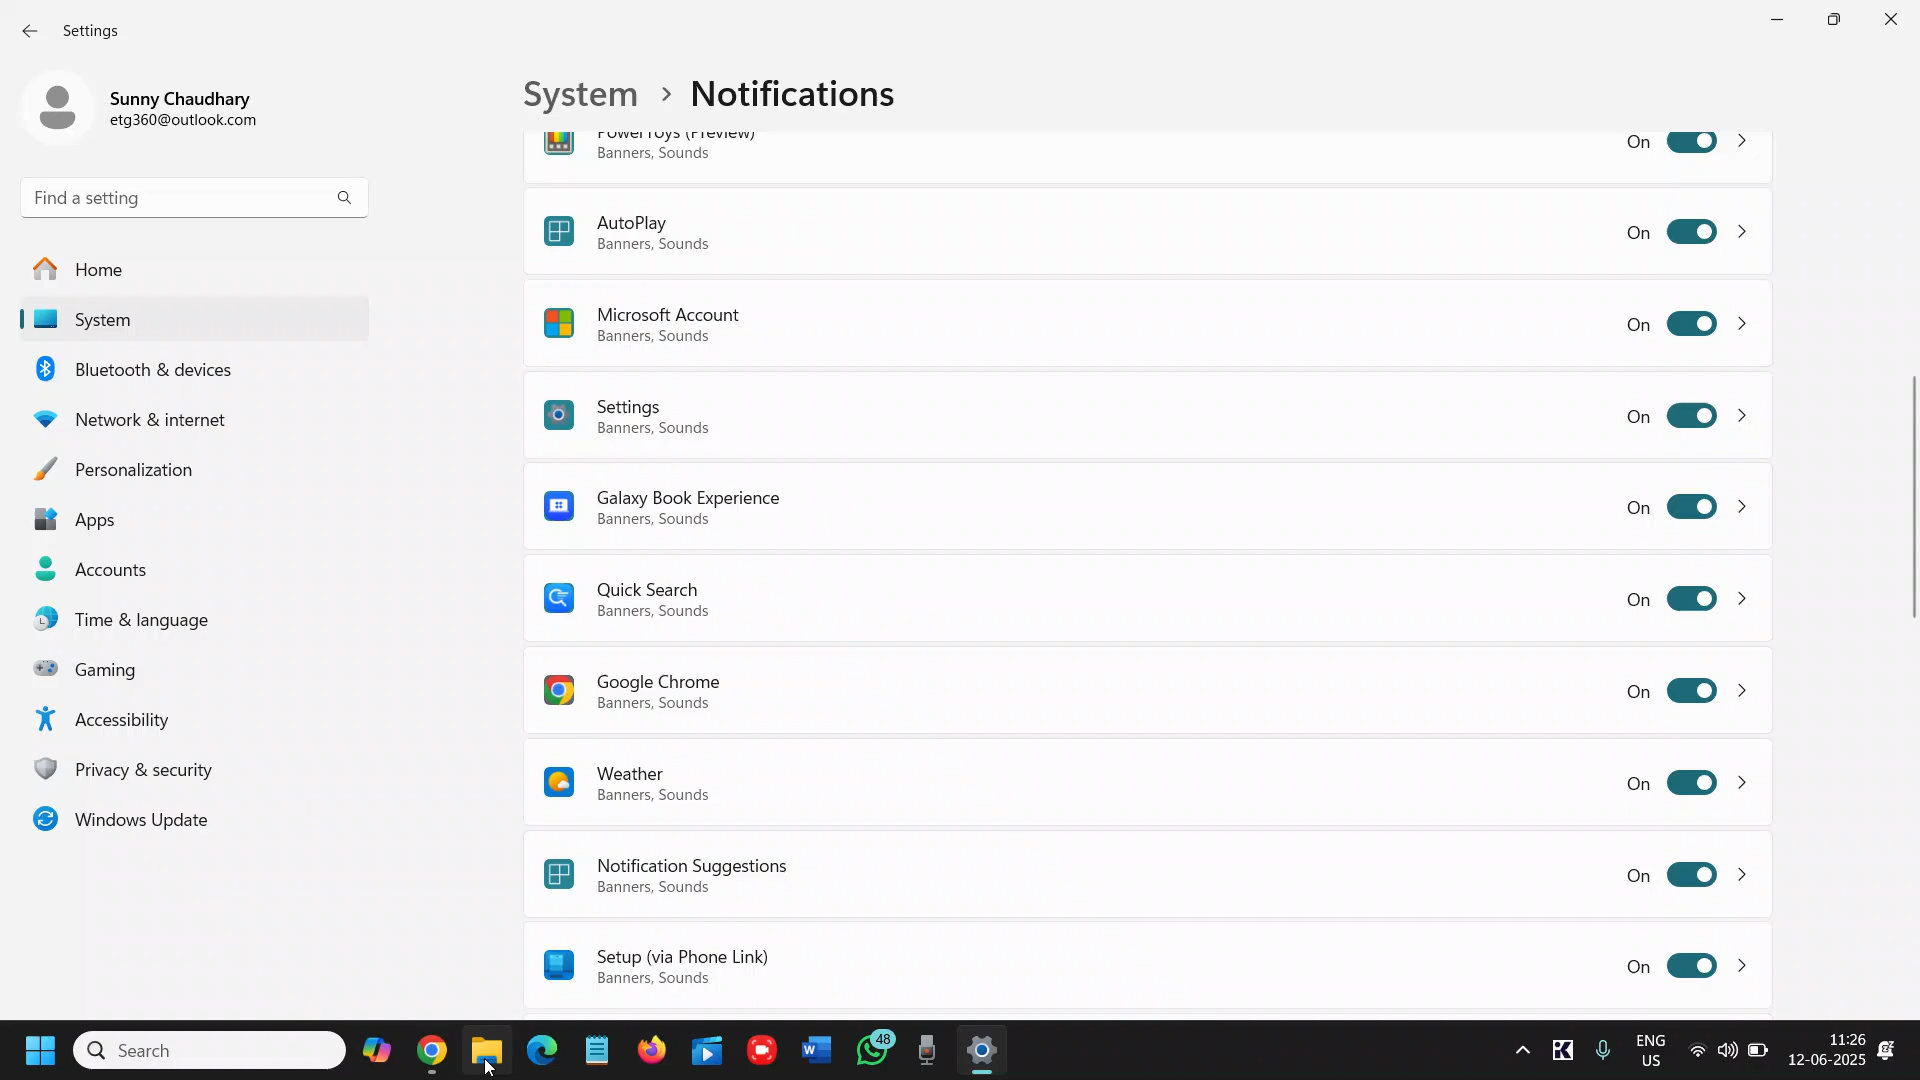 Settings
Sunny Chaudhary
etg360@outlook.com
Find a setting
Home
System
Bluetooth & devices
Network & internet
Personalization
Apps
Accounts
Time & language
Gaming
Accessibility
Privacy & security
Windows Update
System > Notifications
PowerToys (Preview)
Banners, Sounds
On
AutoPlay
Banners, Sounds
On
Microsoft Account
Banners, Sounds
On
Settings
Banners, Sounds
On
Galaxy Book Experience
Banners, Sounds
On
Quick Search
Banners, Sounds
On
Google Chrome
Banners, Sounds
On
Weather
Banners, Sounds
On
Notification Suggestions
Banners, Sounds
On
Setup (via Phone Link)
Banners, Sounds
On
Search
48
ENG
US
11:26
12-06-2025